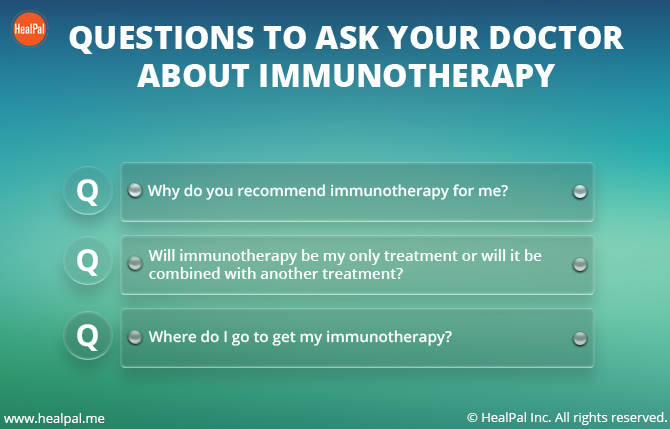 HealPal
QUESTIONS TO ASK YOUR DOCTOR
ABOUT IMMUNOTHERAPY
Q
Why do you recommend immunotherapy for me?
Q
Will immunotherapy be my only treatment or will it be
combined with another treatment?
Q
Where do I go to get my immunotherapy?
www.healpal.me
© HealPal Inc. All rights reserved.